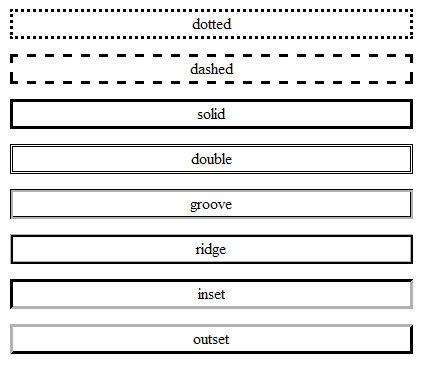 dotted
dashed
solid
double
groove
ridge
inset
outset